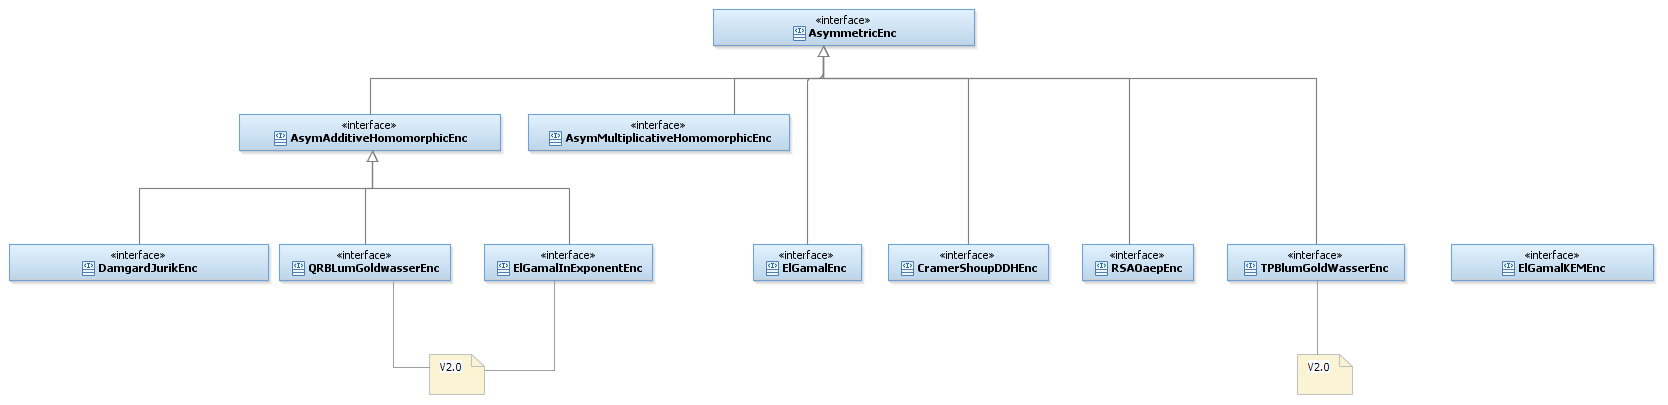 «interface»
AsymmetricEnc
«interface»
AsymAdditiveHomomorphicEnc
«interface»
AsymMultiplicativeHomomorphicEnc
«interface»
DamgardJurikEnc
«interface»
QRBLumGoldwasserEnc
«interface»
ElGamalInExponentEnc
«interface»
ElGamalEnc
«interface»
CramerShoupDDHEnc
«interface»
RSAOaepEnc
«interface»
TPBlumGoldWasserEnc
«interface»
ElGamalKEMEnc
V2.0
V2.0